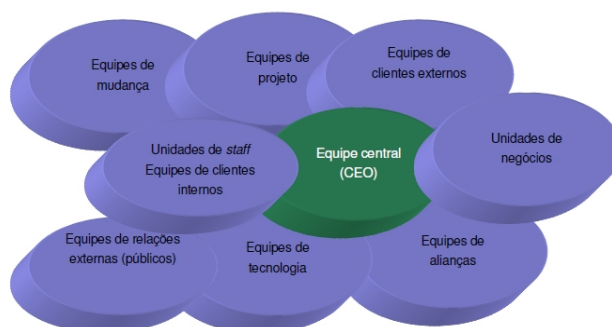 Equipes de
mudança
Equipes de
projeto
Equipes de
clientes externos
Unidades de staff
Equipes de clientes
internos
Equipe central
(CEO)
Unidades de
negócios
Equipes de relações
externas (públicos)
Equipes de
tecnologia
Equipes de
alianças